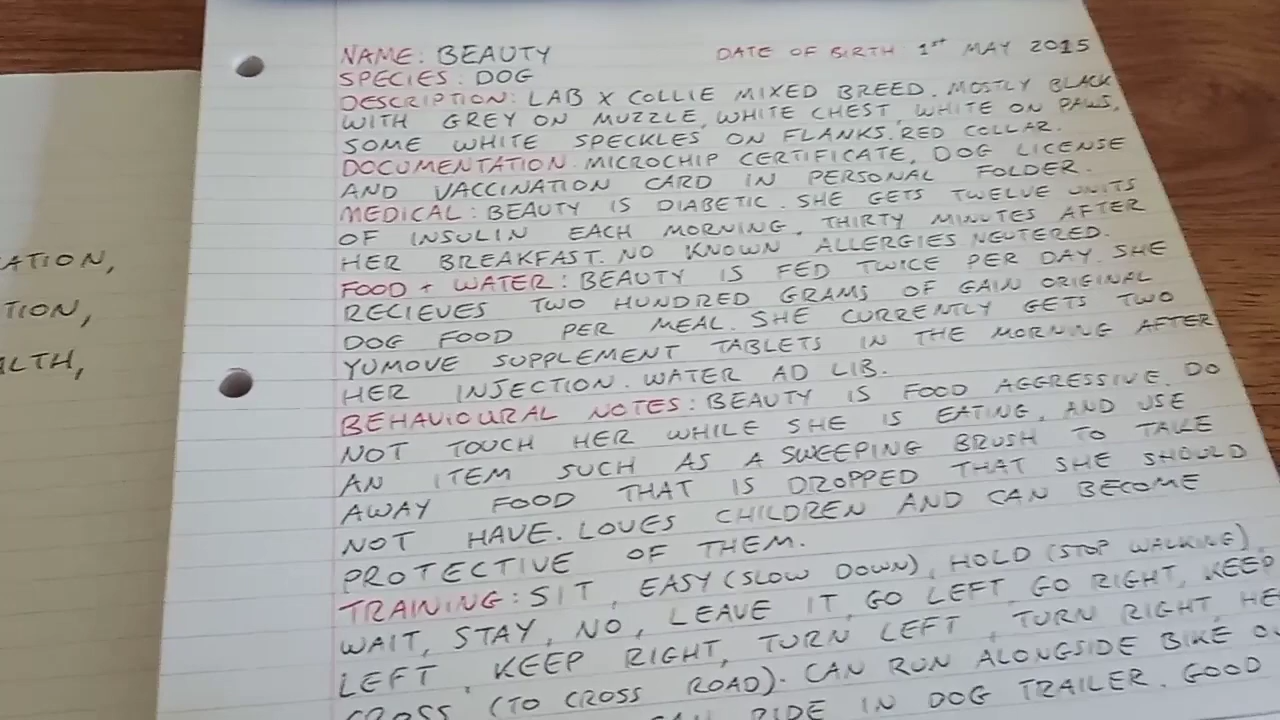 NAME: BEAUTY DATE OF BIRTH 1st MAY 2015
SPECIES: DOG
DESCRIPTION: LAB X COLLIE MIXED BREED. MOSTLY BLACK
WITH GREY ON MUZZLE, WHITE CHEST, WHITE ON PAWS,
SOME WHITE SPECKLES ON FLANKS. RED COLLAR.
DOCUMENTATION. MICROCHIP CERTIFICATE, DOG LICENSE
AND VACCINATION CARD IN PERSONAL FOLDER.
MEDICAL: BEAUTY IS DIABETIC. SHE GETS TWELVE UNITS
OF INSULIN EACH MORNING, THIRTY MINUTES AFTER
HER BREAKFAST. NO KNOWN ALLERGIES NEUTERED.
FOOD + WATER: BEAUTY IS FED TWICE PER DAY. SHE
RECIEVES TWO HUNDRED GRAMS OF GAIN ORIGINAL
DOG FOOD PER MEAL. SHE CURRENTLY GETS TWO
YUMOVE SUPPLEMENT TABLETS IN THE MORNING AFTER
HER INJECTION. WATER AD LIB.
BEHAVIOURAL NOTES: BEAUTY IS FOOD AGGRESSIVE. DO
NOT TOUCH HER WHILE SHE IS EATING, AND USE
AN ITEM SUCH AS A SWEEPING BRUSH TO TAKE
AWAY FOOD THAT IS DROPPED THAT SHE SHOULD
NOT HAVE. LOVES CHILDREN AND CAN BECOME
PROTECTIVE OF THEM.
TRAINING: SIT, EASY (SLOW DOWN), HOLD (STOP WALKING)
WAIT, STAY, NO, LEAVE IT, GO LEFT, GO RIGHT, KEEP
LEFT, KEEP RIGHT, TURN LEFT, TURN RIGHT, HE
CROSS (TO CROSS ROAD). CAN RUN ALONGSIDE BIKE O
RIDE IN DOG TRAILER. GOOD
ATION,
TION,
ALTH,